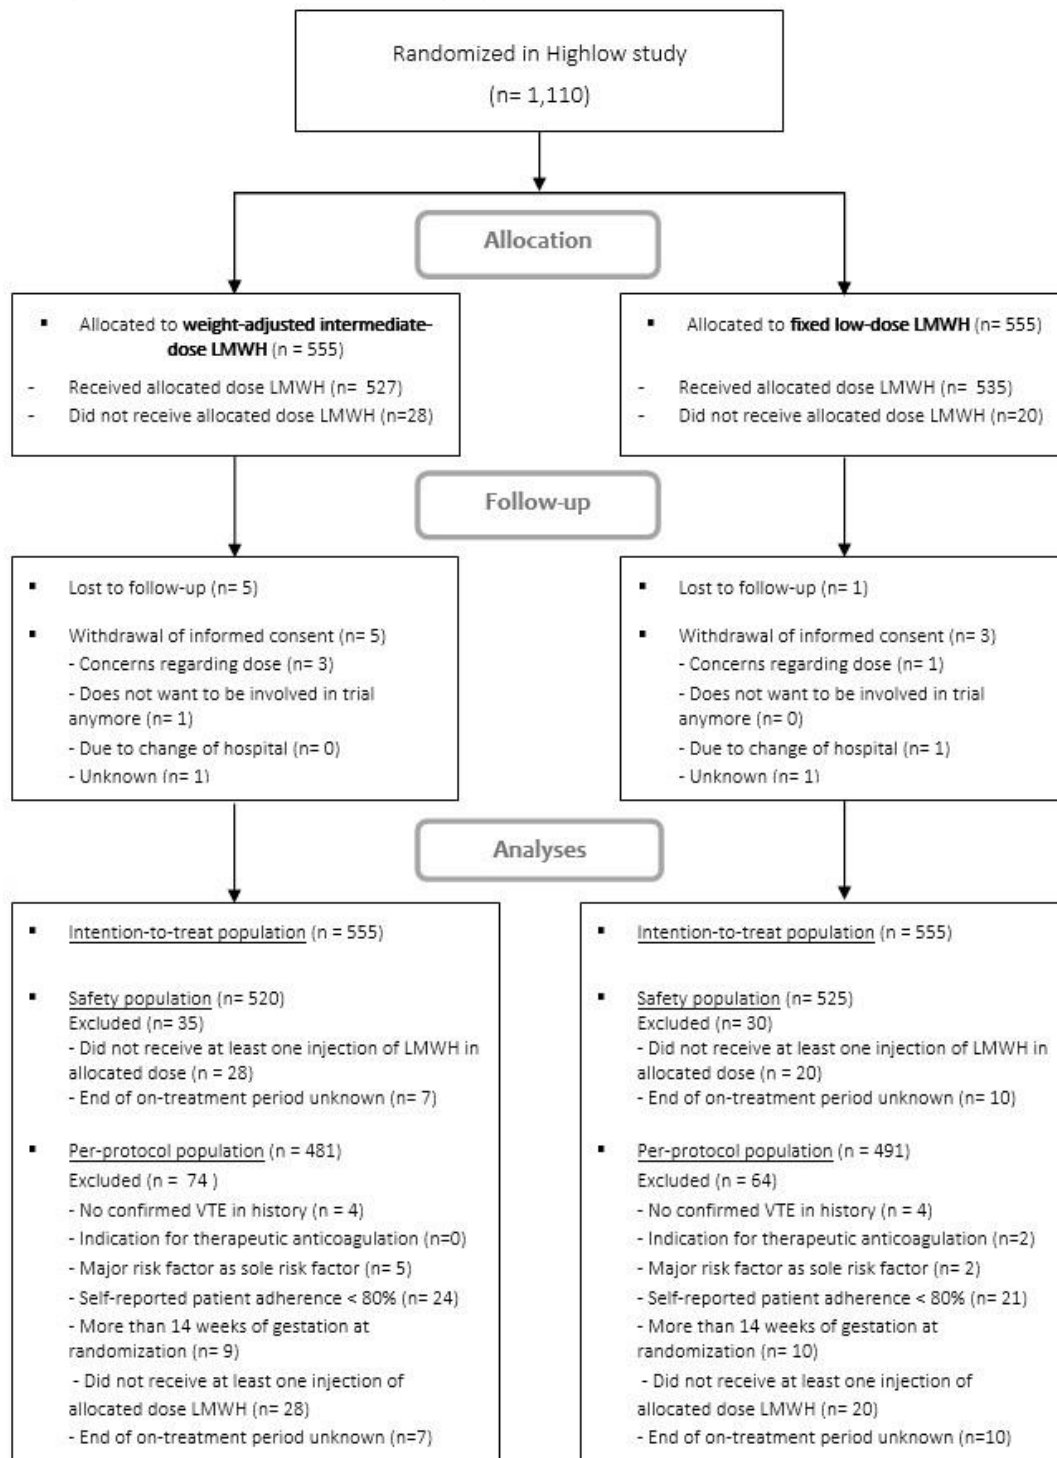 Randomized in Highlow study
(n= 1,110)
Allocation
▪ Allocated to weight-adjusted intermediate-
dose LMWH (n = 555)
- Received allocated dose LMWH (n= 527)
- Did not receive allocated dose LMWH (n=28)
▪ Allocated to fixed low-dose LMWH (n= 555)
- Received allocated dose LMWH (n= 535)
- Did not receive allocated dose LMWH (n=20)
Follow-up
▪ Lost to follow-up (n= 5)
▪ Withdrawal of informed consent (n= 5)
- Concerns regarding dose (n= 3)
- Does not want to be involved in trial
anymore (n= 1)
- Due to change of hospital (n= 0)
- Unknown (n= 1)
▪ Lost to follow-up (n= 1)
▪ Withdrawal of informed consent (n= 3)
- Concerns regarding dose (n= 1)
- Does not want to be involved in trial
anymore (n= 0)
- Due to change of hospital (n= 1)
- Unknown (n= 1)
Analyses
▪ Intention-to-treat population (n = 555)
▪ Safety population (n= 520)
Excluded (n= 35)
- Did not receive at least one injection of LMWH in
allocated dose (n = 28)
- End of on-treatment period unknown (n= 7)
▪ Per-protocol population (n = 481)
Excluded (n = 74 )
- No confirmed VTE in history (n = 4)
- Indication for therapeutic anticoagulation (n=0)
- Major risk factor as sole risk factor (n= 5)
- Self-reported patient adherence < 80% (n= 24)
- More than 14 weeks of gestation at
randomization (n= 9)
- Did not receive at least one injection of
allocated dose LMWH (n= 28)
- End of on-treatment period unknown (n=7)
▪ Intention-to-treat population (n = 555)
▪ Safety population (n= 525)
Excluded (n= 30)
- Did not receive at least one injection of LMWH in
allocated dose (n = 20)
- End of on-treatment period unknown (n= 10)
▪ Per-protocol population (n = 491)
Excluded (n = 64)
- No confirmed VTE in history (n = 4)
- Indication for therapeutic anticoagulation (n=2)
- Major risk factor as sole risk factor (n= 2)
- Self-reported patient adherence < 80% (n= 21)
- More than 14 weeks of gestation at
randomization (n= 10)
- Did not receive at least one injection of
allocated dose LMWH (n= 20)
- End of on-treatment period unknown (n=10)